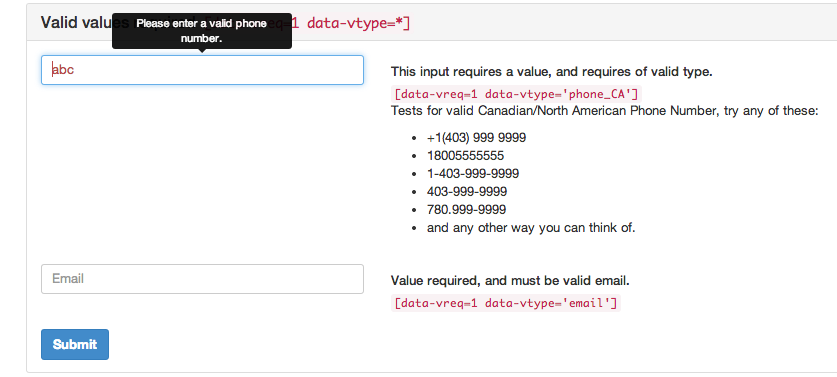 Valid values =1 data-vtype=*]
Please enter a valid phone
number.
abc
This input requires a value, and requires of valid type.
[data-vreq=1 data-vtype='phone_CA']
Tests for valid Canadian/North American Phone Number, try any of these:
• +1(403) 999 9999
• 18005555555
• 1-403-999-9999
• 403-999-9999
• 780.999-9999
• and any other way you can think of.
Email
Value required, and must be valid email.
[data-vreq=1 data-vtype='email']
Submit